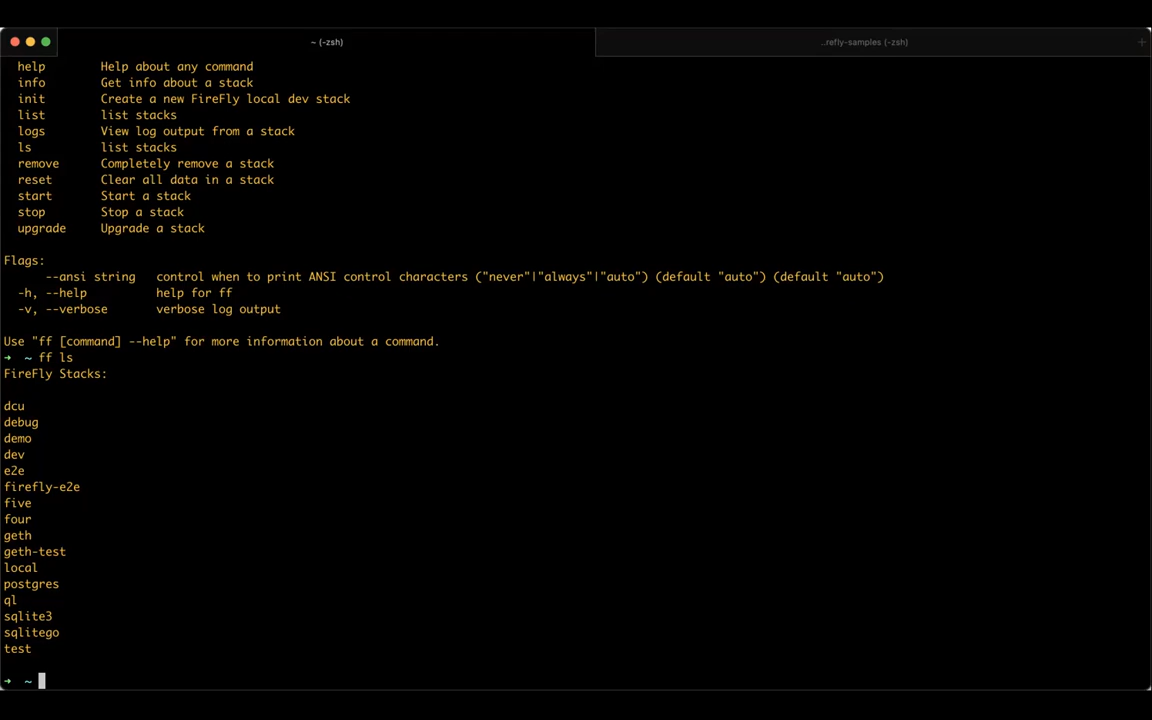 ~ (-zsh)
..refly-samples (-zsh)
help Help about any command
info Get info about a stack
init Create a new FireFly local dev stack
list list stacks
logs View log output from a stack
ls list stacks
remove Completely remove a stack
reset Clear all data in a stack
start Start a stack
stop Stop a stack
upgrade Upgrade a stack
Flags:
--ansi string control when to print ANSI control characters ("never"|"always"|"auto") (default "auto") (default "auto")
-h, --help help for ff
-v, --verbose verbose log output
Use "ff [command] --help" for more information about a command.
➜ ~ ff ls
FireFly Stacks:
dcu
debug
demo
dev
e2e
firefly-e2e
five
four
geth
geth-test
local
postgres
ql
sqlite3
sqlitego
test
➜ ~